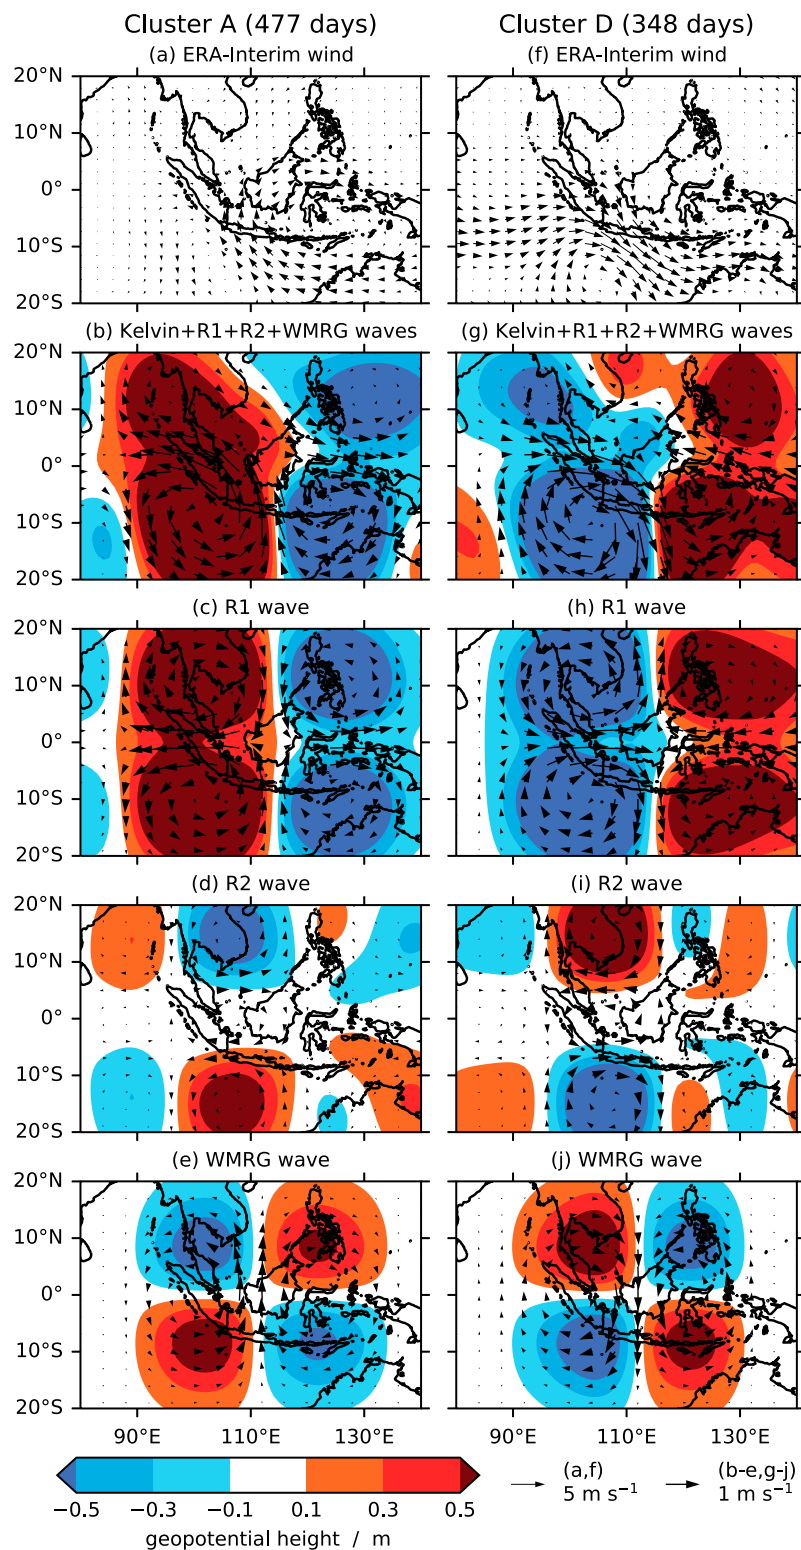 Cluster A (477 days)
Cluster D (348 days)
(a) ERA-Interim wind
(f) ERA-Interim wind
20°N
10°N
0°
10°S
20°S
(b) Kelvin+R1+R2+WMRG waves
(g) Kelvin+R1+R2+WMRG waves
20°N
10°N
0°
10°S
20°S
(c) R1 wave
(h) R1 wave
20°N
10°N
0°
10°S
20°S
(d) R2 wave
(i) R2 wave
20°N
10°N
0°
10°S
20°S
(e) WMRG wave
(j) WMRG wave
20°N
10°N
0°
10°S
20°S
90°E 110°E 130°E
90°E 110°E 130°E
−0.5 −0.3 −0.1 0.1 0.3 0.5
geopotential height / m
(a,f)
5 m s⁻¹
(b-e,g-j)
1 m s⁻¹